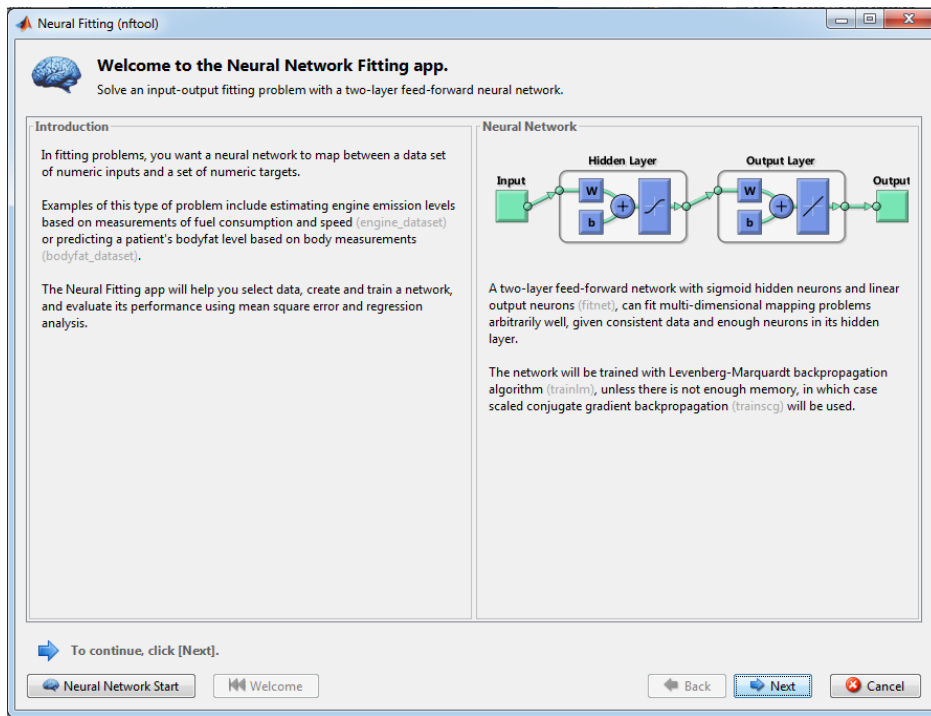 Neural Fitting (nftool)
Welcome to the Neural Network Fitting app.
Solve an input-output fitting problem with a two-layer feed-forward neural network.
Introduction
In fitting problems, you want a neural network to map between a data set
of numeric inputs and a set of numeric targets.
Examples of this type of problem include estimating engine emission levels
based on measurements of fuel consumption and speed (engine_dataset)
or predicting a patient's bodyfat level based on body measurements
(bodyfat_dataset).
The Neural Fitting app will help you select data, create and train a network,
and evaluate its performance using mean square error and regression
analysis.
Neural Network
Hidden Layer
Output Layer
Input
Output
W
b
+
W
b
+
A two-layer feed-forward network with sigmoid hidden neurons and linear
output neurons (fitnet), can fit multi-dimensional mapping problems
arbitrarily well, given consistent data and enough neurons in its hidden
layer.
The network will be trained with Levenberg-Marquardt backpropagation
algorithm (trainlm), unless there is not enough memory, in which case
scaled conjugate gradient backpropagation (trainscg) will be used.
To continue, click [Next].
Neural Network Start
Welcome
Back
Next
Cancel